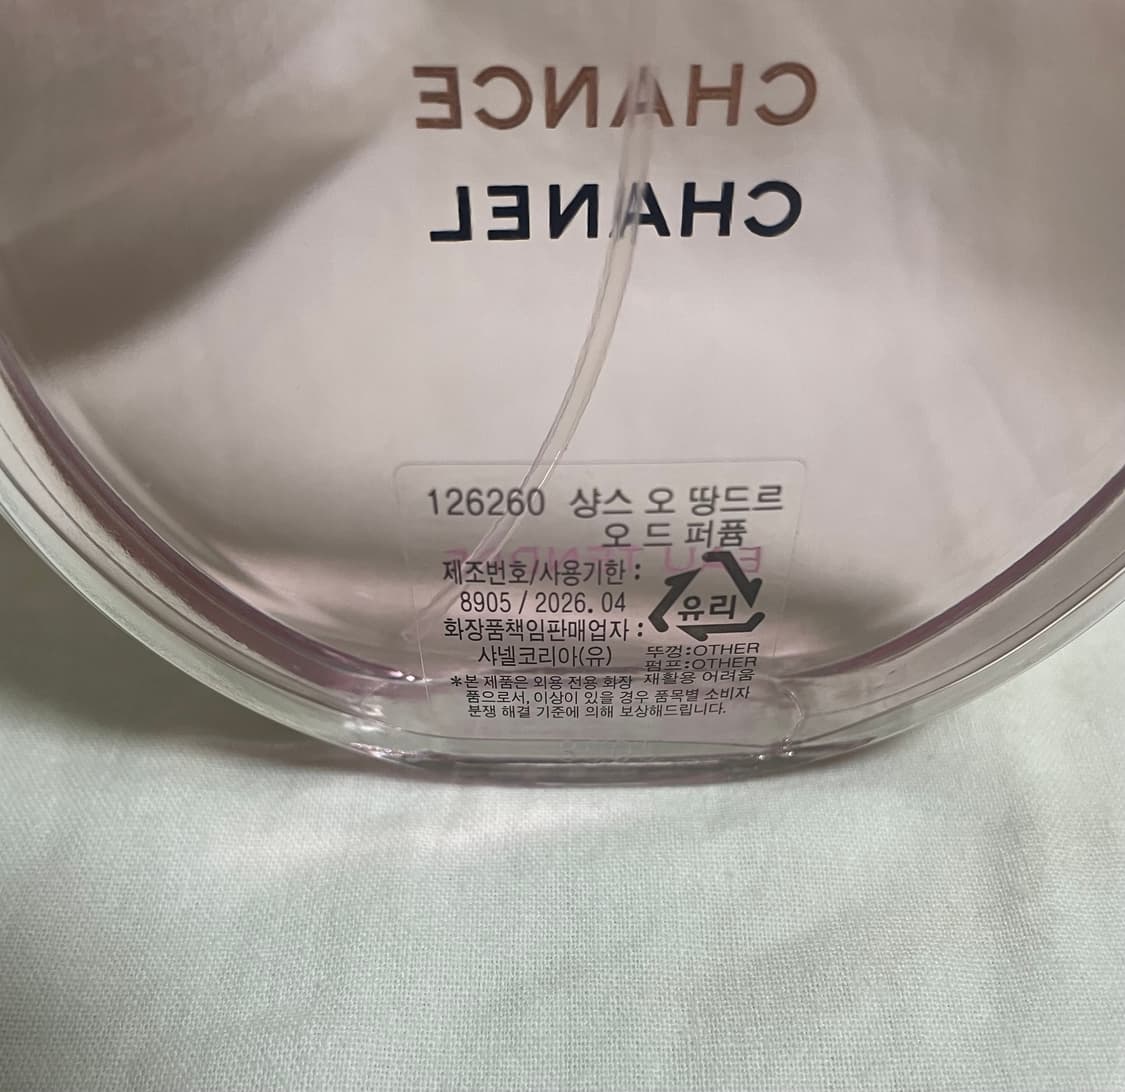 CHANCE
CHANEL
126260 샹스 오 땅드르
오 드 퍼퓸
EAU TENDRE
제조번호/사용기한 :
8905 / 2026. 04
화장품책임판매업자 :
샤넬코리아(유)
유리
뚜껑:OTHER
펌프:OTHER
재활용 어려움
*본 제품은 외용 전용 화장
품으로서, 이상이 있을 경우 품목별 소비자
분쟁 해결 기준에 의해 보상해드립니다.